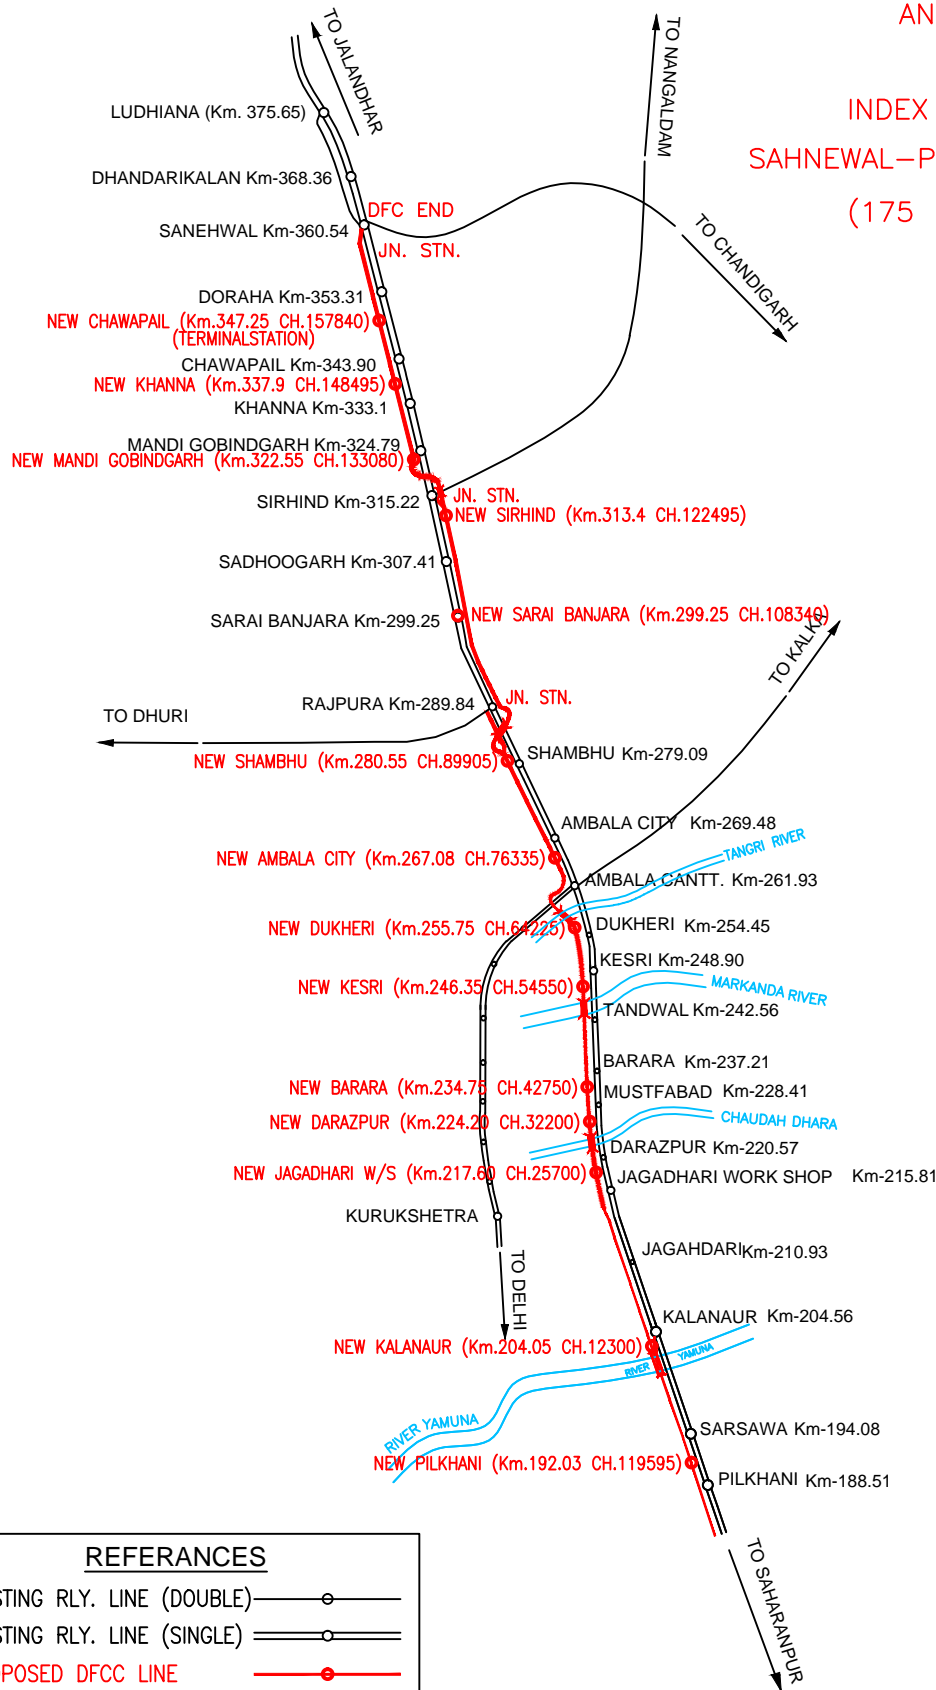 AN
INDEX
SAHNEWAL-P
(175
TO JALANDHAR
TO NANGALDAM
LUDHIANA (Km. 375.65)
DHANDARIKALAN Km-368.36
DFC END
SANEHWAL Km-360.54
JN. STN.
TO CHANDIGARH
DORAHA Km-353.31
NEW CHAWAPAIL (Km.347.25 CH.157840)
(TERMINALSTATION)
CHAWAPAIL Km-343.90
NEW KHANNA (Km.337.9 CH.148495)
KHANNA Km-333.1
MANDI GOBINDGARH Km-324.79
NEW MANDI GOBINDGARH (Km.322.55 CH.133080)
SIRHIND Km-315.22
JN. STN.
NEW SIRHIND (Km.313.4 CH.122495)
SADHOOGARH Km-307.41
NEW SARAI BANJARA (Km.299.25 CH.108340)
SARAI BANJARA Km-299.25
TO KALKA
RAJPURA Km-289.84
JN. STN.
TO DHURI
SHAMBHU Km-279.09
NEW SHAMBHU (Km.280.55 CH.89905)
AMBALA CITY Km-269.48
TANGRI RIVER
NEW AMBALA CITY (Km.267.08 CH.76335)
AMBALA CANTT. Km-261.93
DUKHERI Km-254.45
NEW DUKHERI (Km.255.75 CH.64225)
KESRI Km-248.90
NEW KESRI (Km.246.35 CH.54550)
MARKANDA RIVER
TANDWAL Km-242.56
BARARA Km-237.21
NEW BARARA (Km.234.75 CH.42750)
MUSTFABAD Km-228.41
NEW DARAZPUR (Km.224.20 CH.32200)
CHAUDAH DHARA
DARAZPUR Km-220.57
NEW JAGADHARI W/S (Km.217.60 CH.25700)
JAGADHARI WORK SHOP Km-215.81
KURUKSHETRA
JAGAHDARI Km-210.93
TO DELHI
KALANAUR Km-204.56
NEW KALANAUR (Km.204.05 CH.12300)
RIVER YAMUNA
RIVER YAMUNA
SARSAWA Km-194.08
NEW PILKHANI (Km.192.03 CH.119595)
PILKHANI Km-188.51
TO SAHARANPUR
REFERANCES
STING RLY. LINE (DOUBLE)
STING RLY. LINE (SINGLE)
POSED DFCC LINE